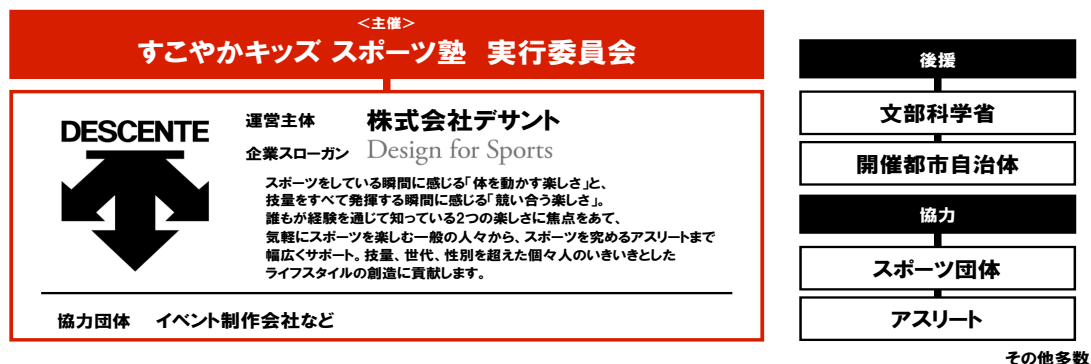 <主催>
すこやかキッズ スポーツ塾 実行委員会
DESCENTE
運営主体 株式会社デサント
企業スローガン Design for Sports
スポーツをしている瞬間に感じる「体を動かす楽しさ」と、
技量をすべて発揮する瞬間に感じる「競い合う楽しさ」。
誰もが経験を通じて知っている2つの楽しさに焦点をあて、
気軽にスポーツを楽しむ一般の人々から、スポーツを究めるアスリートまで
幅広くサポート。技量、世代、性別を超えた個々人のいきいきとした
ライフスタイルの創造に貢献します。
協力団体 イベント制作会社など
後援
文部科学省
開催都市自治体
協力
スポーツ団体
アスリート
その他多数